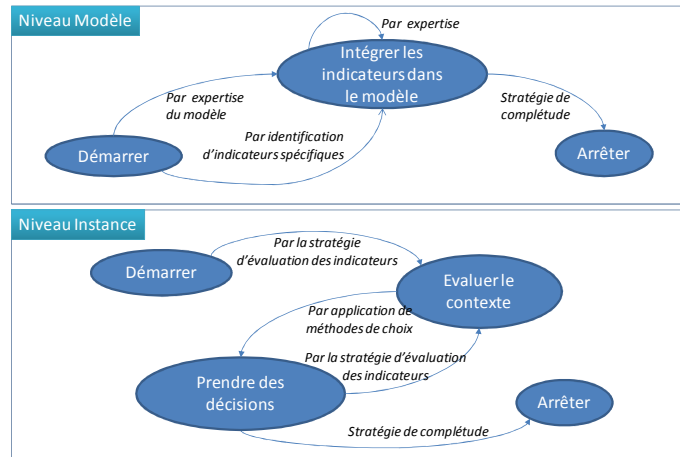 Niveau Modèle
Par expertise
Intégrer les
indicateurs dans
le modèle
Par expertise
du modèle
Stratégie de
complétude
Par identification
d'indicateurs spécifiques
Démarrer
Arrêter
Niveau Instance
Par la stratégie
d'évaluation des indicateurs
Démarrer
Evaluer le
contexte
Par application de
méthodes de choix
Par la stratégie d'évaluation
des indicateurs
Prendre des
décisions
Arrêter
Stratégie de complétude